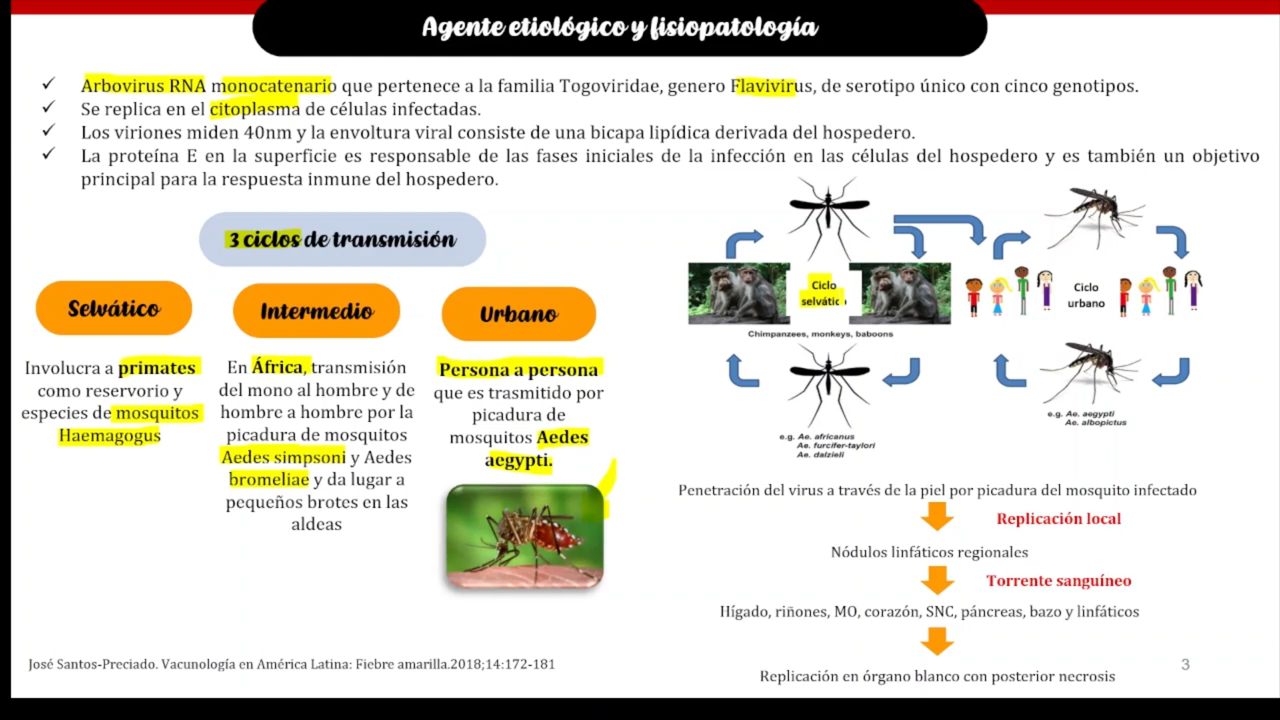 Agente etiológico y fisiopatología
✓ Arbovirus RNA monocatenario que pertenece a la familia Togoviridae, genero Flavivirus, de serotipo único con cinco genotipos.
✓ Se replica en el citoplasma de células infectadas.
✓ Los viriones miden 40nm y la envoltura viral consiste de una bicapa lipídica derivada del hospedero.
✓ La proteína E en la superficie es responsable de las fases iniciales de la infección en las células del hospedero y es también un objetivo
principal para la respuesta inmune del hospedero.
3 ciclos de transmisión
Selvático
Involucra a primates
como reservorio y
especies de mosquitos
Haemagogus
Intermedio
En África, transmisión
del mono al hombre y de
hombre a hombre por la
picadura de mosquitos
Aedes simpsoni y Aedes
bromeliae y da lugar a
pequeños brotes en las
aldeas
Urbano
Persona a persona
que es trasmitido por
picadura de
mosquitos Aedes
aegypti.
Ciclo
selvátic
Chimpanzees, monkeys, baboons
e.g. Ae. africanus
Ae. furcifer-taylori
Ae. dalzieli
Ciclo
urbano
e.g. Ae. aegypti
Ae. albopictus
Penetración del virus a través de la piel por picadura del mosquito infectado
Replicación local
Nódulos linfáticos regionales
Torrente sanguíneo
Hígado, riñones, MO, corazón, SNC, páncreas, bazo y linfáticos
Replicación en órgano blanco con posterior necrosis
José Santos-Preciado. Vacunología en América Latina: Fiebre amarilla.2018;14:172-181
3